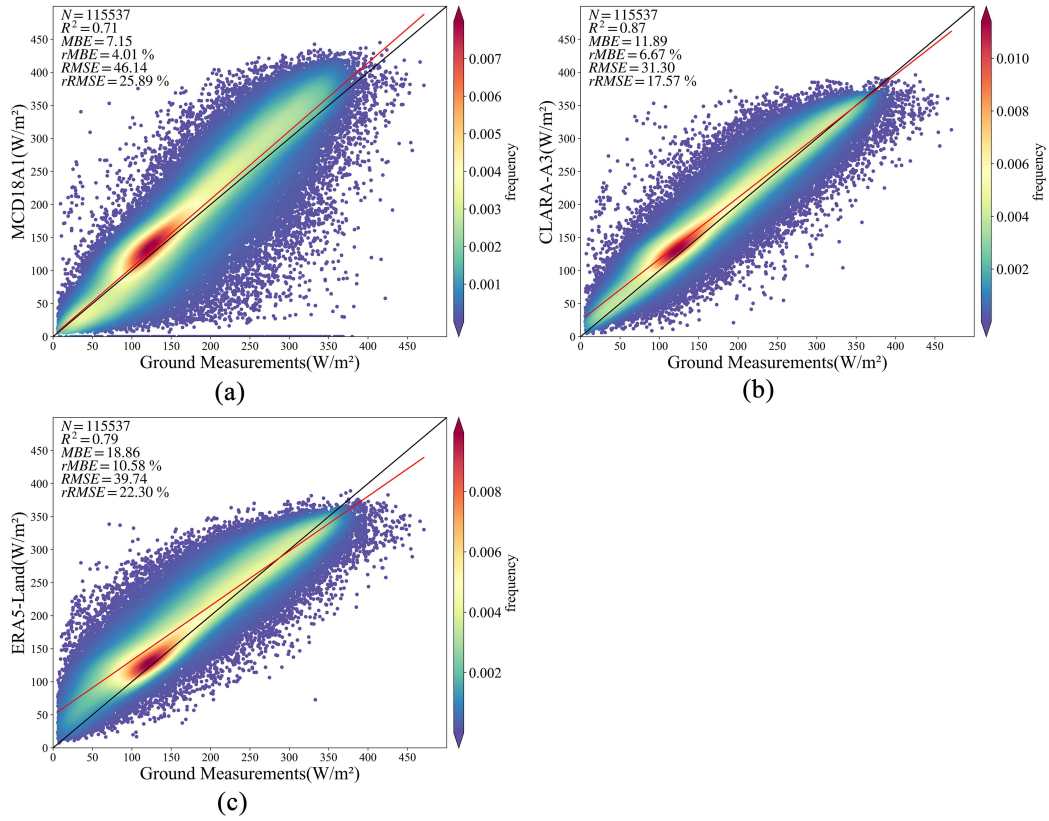 N=115537
R²=0.71
MBE=7.15
rMBE=4.01 %
RMSE=46.14
rRMSE=25.89 %
MCD18A1(W/m²)
450
400
350
300
250
200
150
100
50
0
0 50 100 150 200 250 300 350 400 450
Ground Measurements(W/m²)
0.007
0.006
0.005
0.004
0.003
0.002
0.001
frequency
(a)
N=115537
R²=0.87
MBE=11.89
rMBE=6.67 %
RMSE=31.30
rRMSE=17.57 %
CLARA-A3(W/m²)
450
400
350
300
250
200
150
100
50
0
0 50 100 150 200 250 300 350 400 450
Ground Measurements(W/m²)
0.010
0.008
0.006
0.004
0.002
frequency
(b)
N=115537
R²=0.79
MBE=18.86
rMBE=10.58 %
RMSE=39.74
rRMSE=22.30 %
ERA5-Land(W/m²)
450
400
350
300
250
200
150
100
50
0
0 50 100 150 200 250 300 350 400 450
Ground Measurements(W/m²)
0.008
0.006
0.004
0.002
frequency
(c)